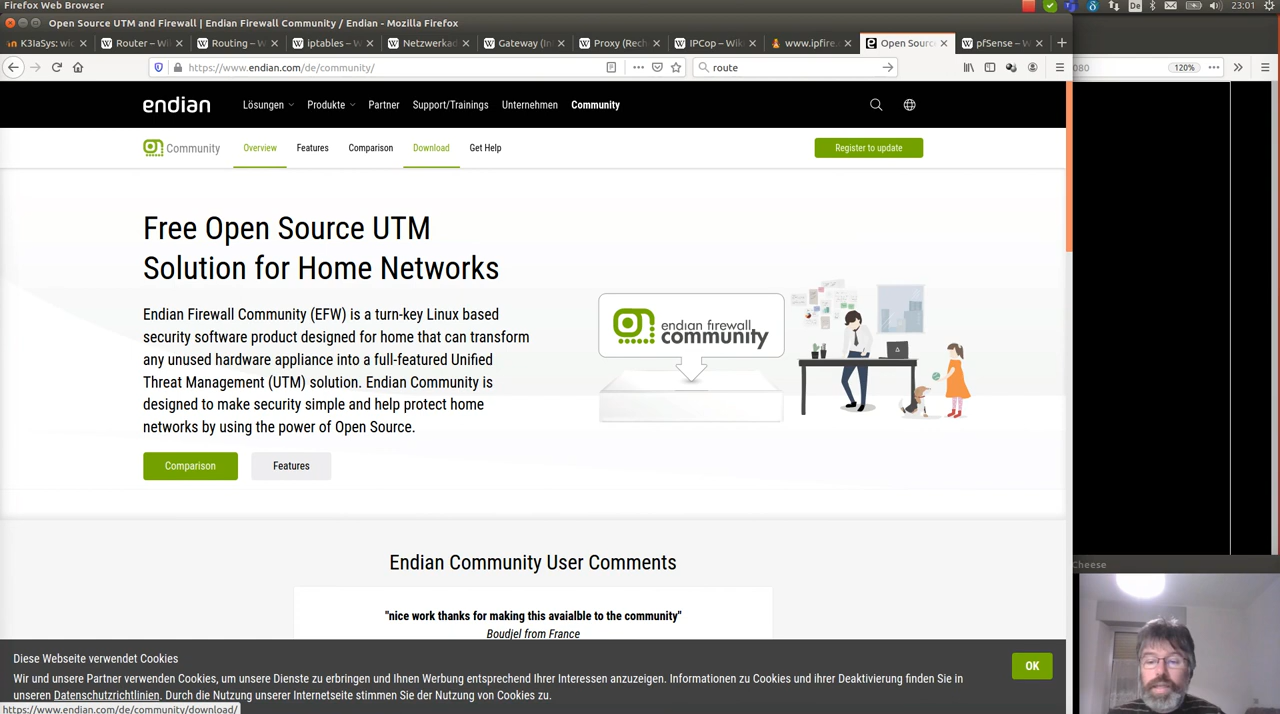 Firefox Web Browser
De
23:01
Open Source UTM and Firewall | Endian Firewall Community / Endian - Mozilla Firefox
K3IaSys: wic
Router – Wi
Routing – W
iptables – W
Netzwerkad
Gateway (In
Proxy (Rech
IPCop – Wik
www.ipfire.
Open Sourc
pfSense – W
https://www.endian.com/de/community/
route
080
120%
endian
Lösungen
Produkte
Partner
Support/Trainings
Unternehmen
Community
Community
Overview
Features
Comparison
Download
Get Help
Register to update
Free Open Source UTM
Solution for Home Networks
Endian Firewall Community (EFW) is a turn-key Linux based
security software product designed for home that can transform
any unused hardware appliance into a full-featured Unified
Threat Management (UTM) solution. Endian Community is
designed to make security simple and help protect home
networks by using the power of Open Source.
endian firewall
community
Comparison
Features
Endian Community User Comments
"nice work thanks for making this avaialble to the community"
Boudjel from France
Cheese
Diese Webseite verwendet Cookies
Wir und unsere Partner verwenden Cookies, um unsere Dienste zu erbringen und Ihnen Werbung entsprechend Ihrer Interessen anzuzeigen. Informationen zu Cookies und ihrer Deaktivierung finden Sie in
unseren Datenschutzrichtlinien. Durch die Nutzung unserer Internetseite stimmen Sie der Nutzung von Cookies zu.
OK
https://www.endian.com/de/community/download/